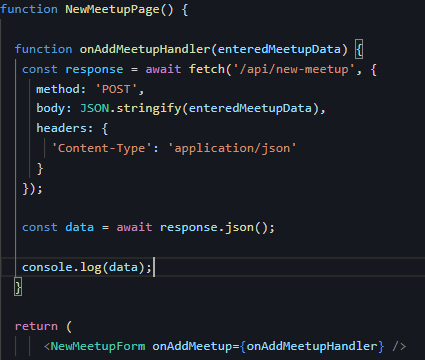 function NewMeetupPage() {
function onAddMeetupHandler(enteredMeetupData) {
const response = await fetch('/api/new-meetup', {
method: 'POST',
body: JSON.stringify(enteredMeetupData),
headers: {
'Content-Type': 'application/json'
}
});
const data = await response.json();
console.log(data);
}
return (
<NewMeetupForm onAddMeetup={onAddMeetupHandler} />